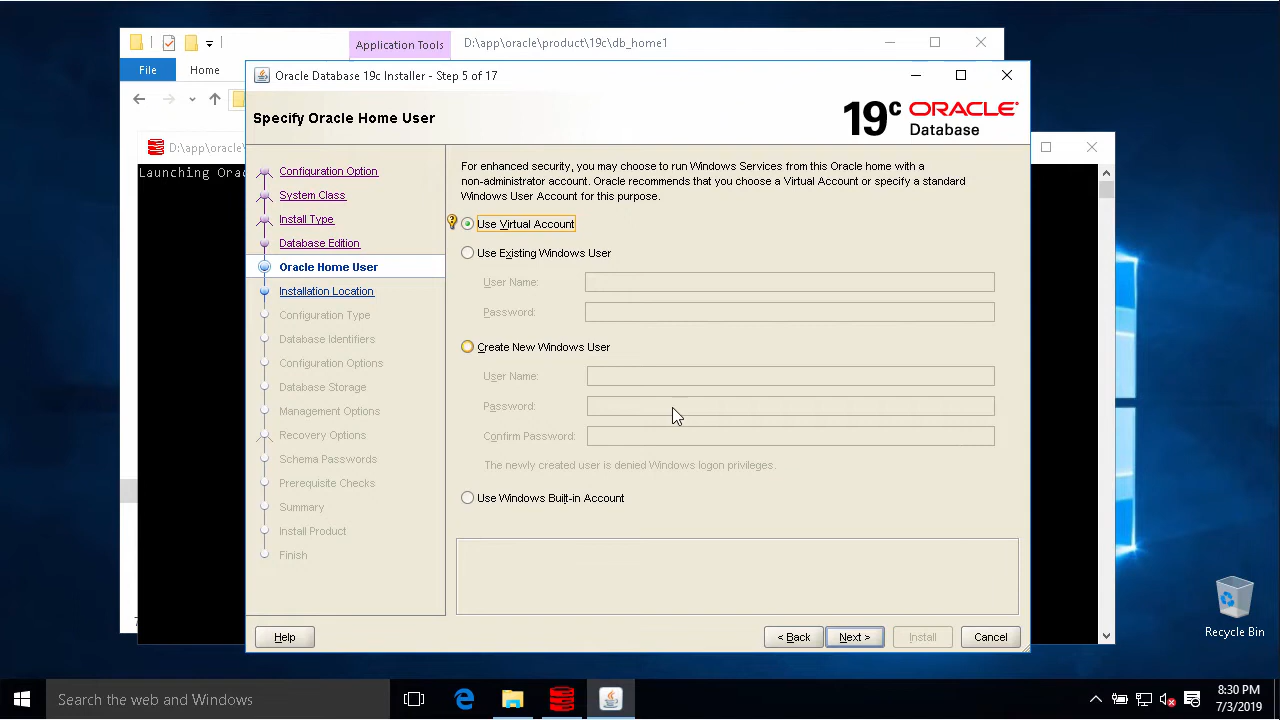 Application Tools
D:\app\oracle\product\19c\db_home1
File
Home
Oracle Database 19c Installer - Step 5 of 17
Specify Oracle Home User
19c ORACLE
Database
D:\app\oracle\
Launching Orac
Configuration Option
System Class
Install Type
Database Edition
Oracle Home User
Installation Location
Configuration Type
Database Identifiers
Configuration Options
Database Storage
Management Options
Recovery Options
Schema Passwords
Prerequisite Checks
Summary
Install Product
Finish
For enhanced security, you may choose to run Windows Services from this Oracle home with a
non-administrator account. Oracle recommends that you choose a Virtual Account or specify a standard
Windows User Account for this purpose.
Use Virtual Account
Use Existing Windows User
User Name:
Password:
Create New Windows User
User Name:
Password:
Confirm Password:
The newly created user is denied Windows logon privileges.
Use Windows Built-in Account
Help
< Back
Next >
Install
Cancel
Recycle Bin
Search the web and Windows
8:30 PM
7/3/2019